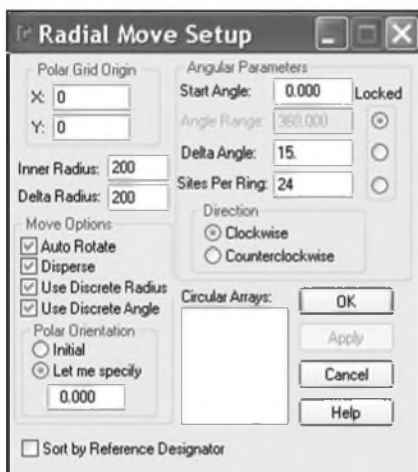 Radial Move Setup
Polar Grid Origin
X: 0
Y: 0
Inner Radius: 200
Delta Radius: 200
Move Options
Auto Rotate
Disperse
Use Discrete Radius
Use Discrete Angle
Polar Orientation
Initial
Let me specify
0.000
Sort by Reference Designator
Angular Parameters
Start Angle: 0.000 Locked
Angle Range: 360.000
Delta Angle: 15.
Sites Per Ring: 24
Direction
Clockwise
Counterclockwise
Circular Arrays:
OK
Apply
Cancel
Help